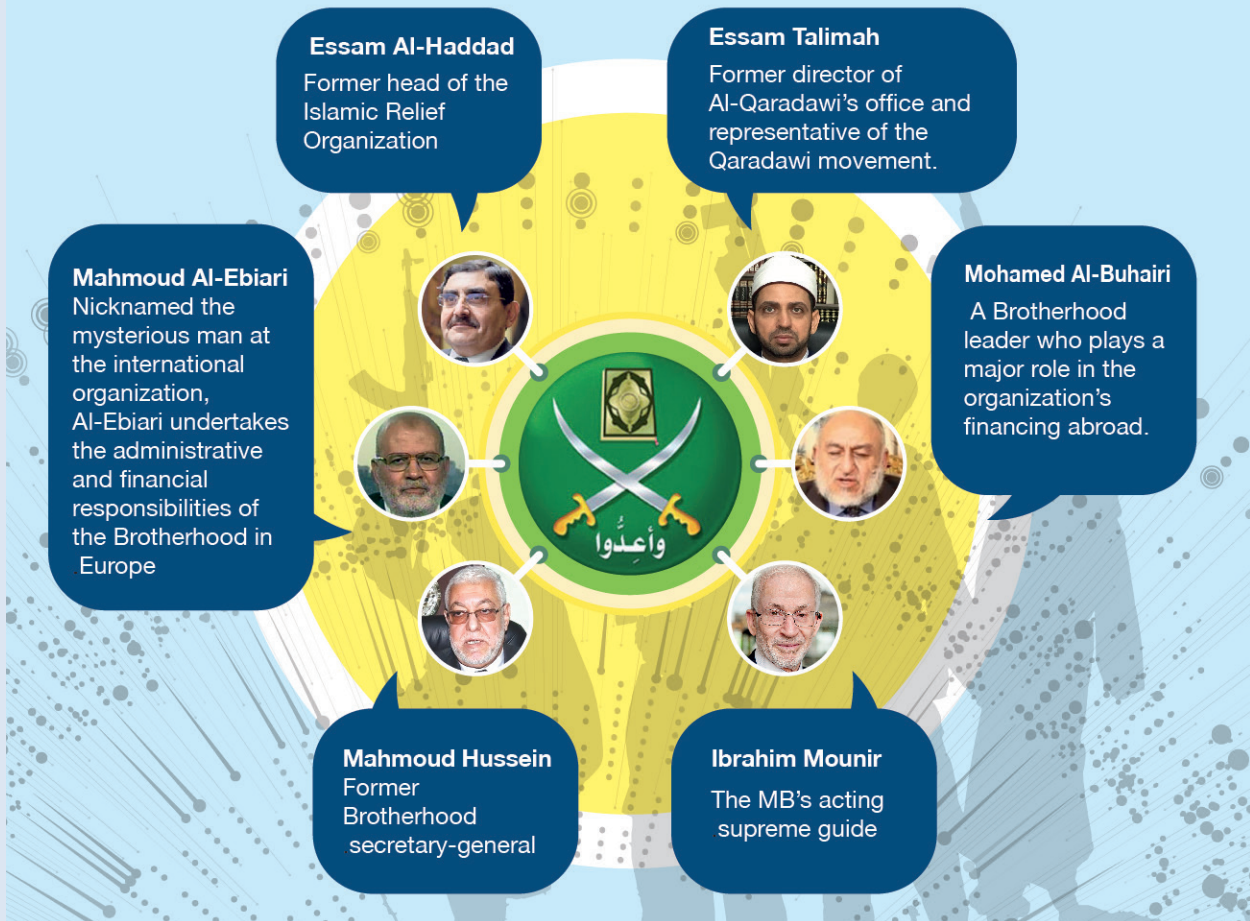 Essam Al-Haddad
Former head of the
Islamic Relief
Organization
Essam Talimah
Former director of
Al-Qaradawi's office and
representative of the
Qaradawi movement.
Mahmoud Al-Ebiari
Nicknamed the
mysterious man at
the international
organization,
Al-Ebiari undertakes
the administrative
and financial
responsibilities of
the Brotherhood in
Europe
Mohamed Al-Buhairi
A Brotherhood
leader who plays a
major role in the
organization's
financing abroad.
وأعِدُّوا
Mahmoud Hussein
Former
Brotherhood
secretary-general
Ibrahim Mounir
The MB's acting
supreme guide